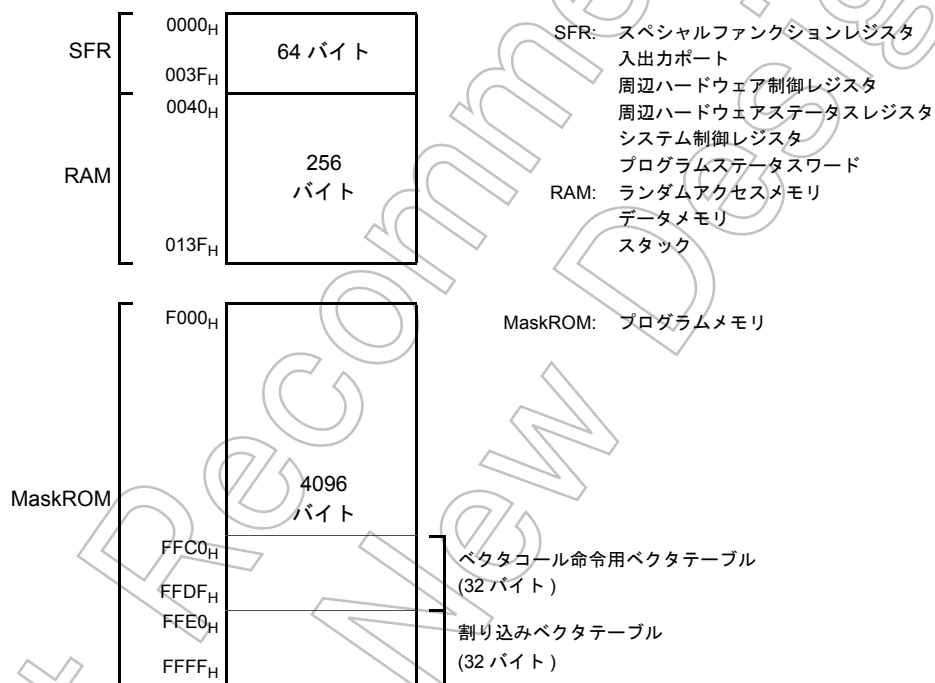 SFR
0000H
003FH
64 バイト
RAM
0040H
013FH
256
バイト
SFR: スペシャルファンクションレジスタ
入出力ポート
周辺ハードウェア制御レジスタ
周辺ハードウェアステータスレジスタ
システム制御レジスタ
プログラムステータスワード
RAM: ランダムアクセスメモリ
データメモリ
スタック
MaskROM
F000H
4096
バイト
MaskROM: プログラムメモリ
FFC0H
FFDFH
ベクタコール命令用ベクタテーブル
(32 バイト )
FFE0H
FFFFH
割り込みベクタテーブル
(32 バイト )
Recomme
New Desig